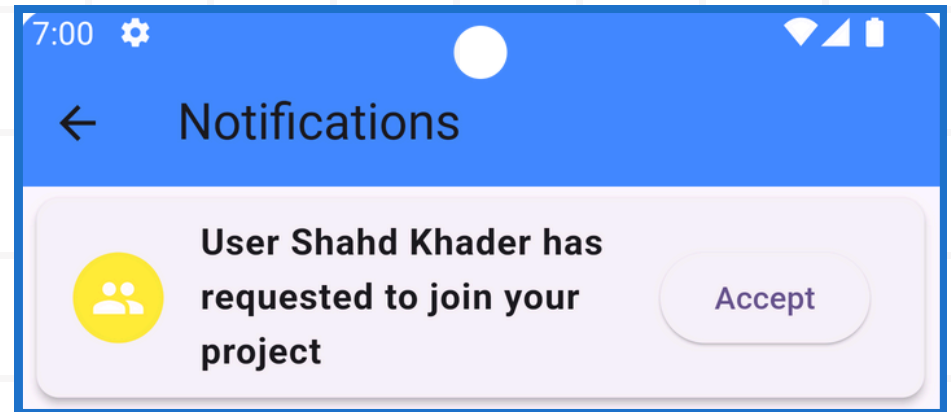 7:00
Notifications
User Shahd Khader has
requested to join your
project
Accept